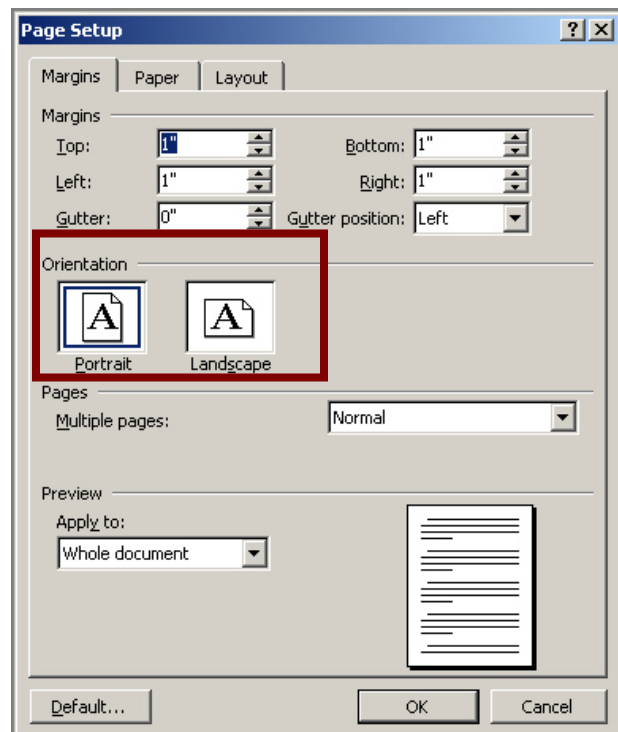 Page Setup
Margins Paper Layout
Margins
Top: 1" Bottom: 1"
Left: 1" Right: 1"
Gutter: 0" Gutter position: Left
Orientation
A A
Portrait Landscape
Pages
Multiple pages: Normal
Preview
Apply to:
Whole document
Default... OK Cancel